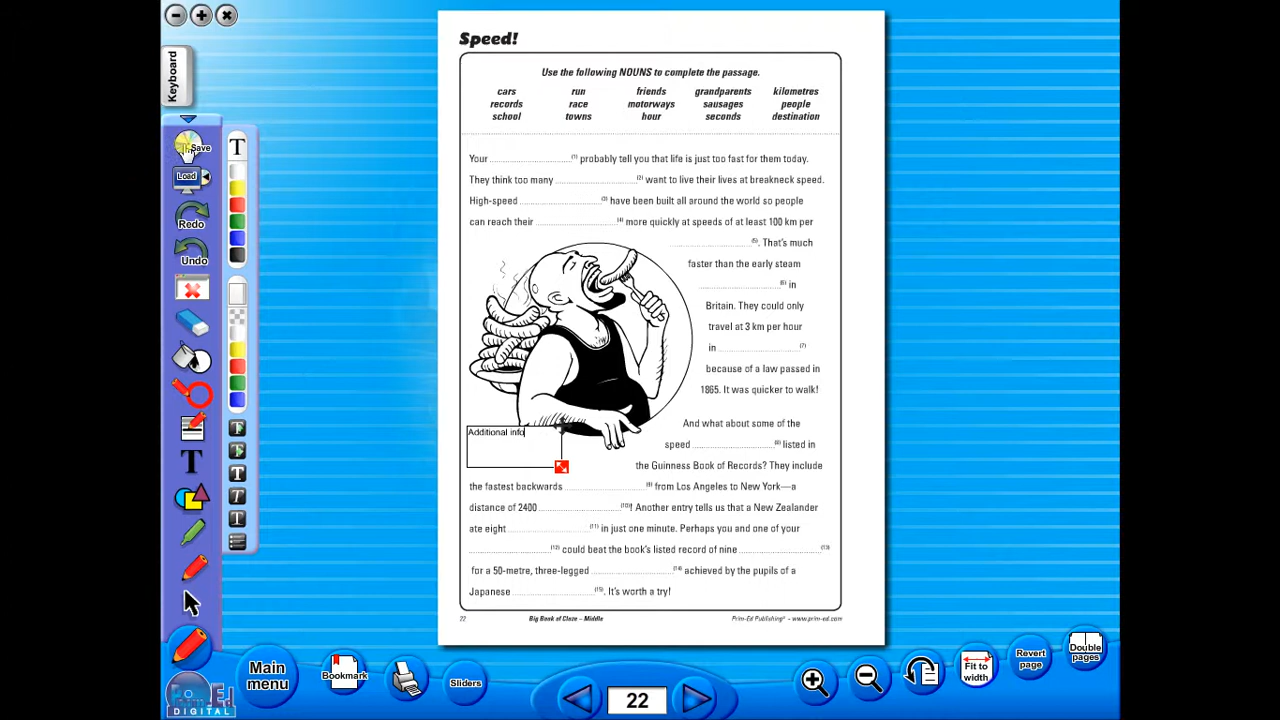 Speed!
Use the following NOUNS to complete the passage.
cars run friends grandparents kilometres
records race motorways sausages people
school towns hour seconds destination
Your ............................... (1) probably tell you that life is just too fast for them today.
They think too many ............................... (2) want to live their lives at breakneck speed.
High-speed ............................... (3) have been built all around the world so people
can reach their ............................... (4) more quickly at speeds of at least 100 km per
............................... (5). That's much
faster than the early steam
............................... (6) in
Britain. They could only
travel at 3 km per hour
in ............................... (7)
because of a law passed in
1865. It was quicker to walk!
And what about some of the
speed ............................... (8) listed in
the Guinness Book of Records? They include
the fastest backwards ............................... (9) from Los Angeles to New York—a
distance of 2400 ............................... (10)! Another entry tells us that a New Zealander
ate eight ............................... (11) in just one minute. Perhaps you and one of your
............................... (12) could beat the book's listed record of nine ............................... (13)
for a 50-metre, three-legged ............................... (14) achieved by the pupils of a
Japanese ............................... (15). It's worth a try!
Additional info
22 Big Book of Cloze – Middle Prim-Ed Publishing® – www.prim-ed.com
Keyboard
Save
Load
Redo
Undo
T
T
T
T
T
T
T
Main menu
Bookmark
Sliders
22
Fit to width
Revert page
Double pages
DIGITAL